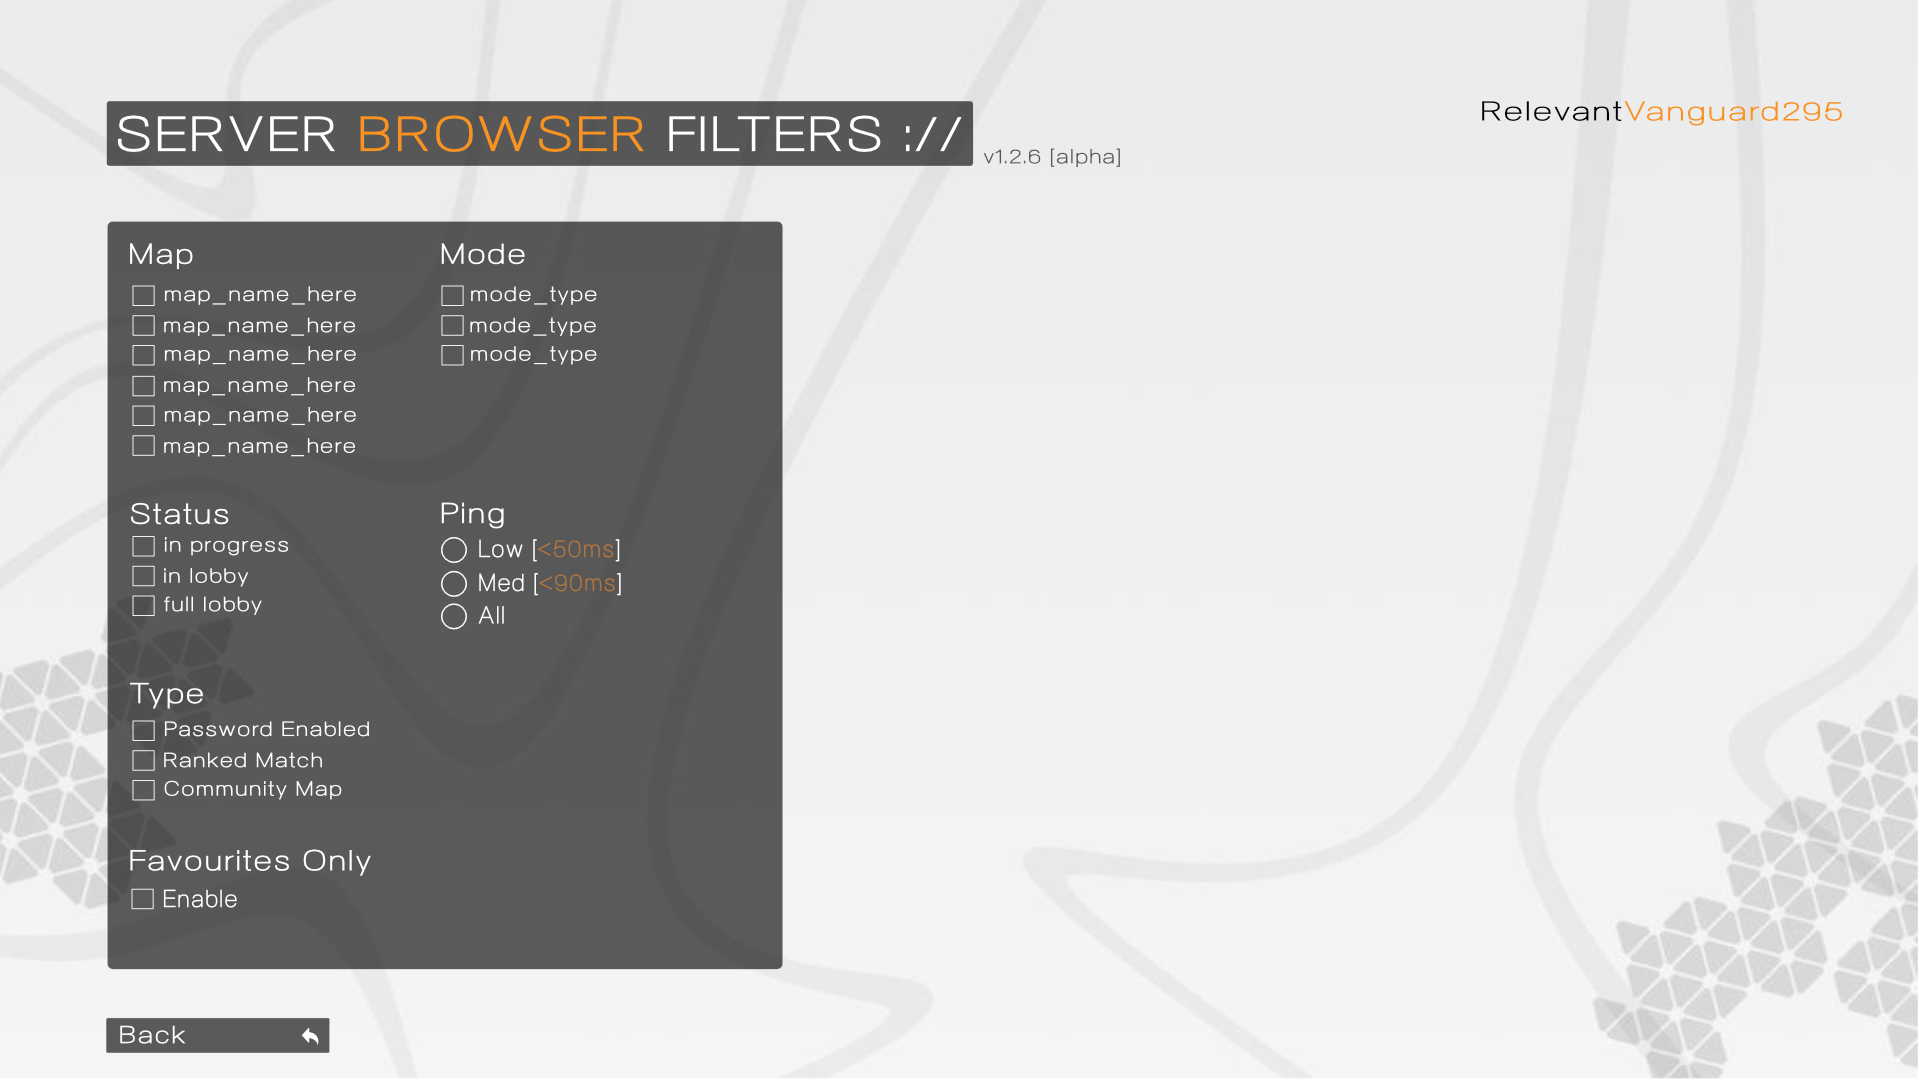 SERVER BROWSER FILTERS ://
v1.2.6 [alpha]
RelevantVanguard295
Map
map_name_here
map_name_here
map_name_here
map_name_here
map_name_here
map_name_here
Mode
mode_type
mode_type
mode_type
Status
in progress
in lobby
full lobby
Ping
Low [<50ms]
Med [<90ms]
All
Type
Password Enabled
Ranked Match
Community Map
Favourites Only
Enable
Back